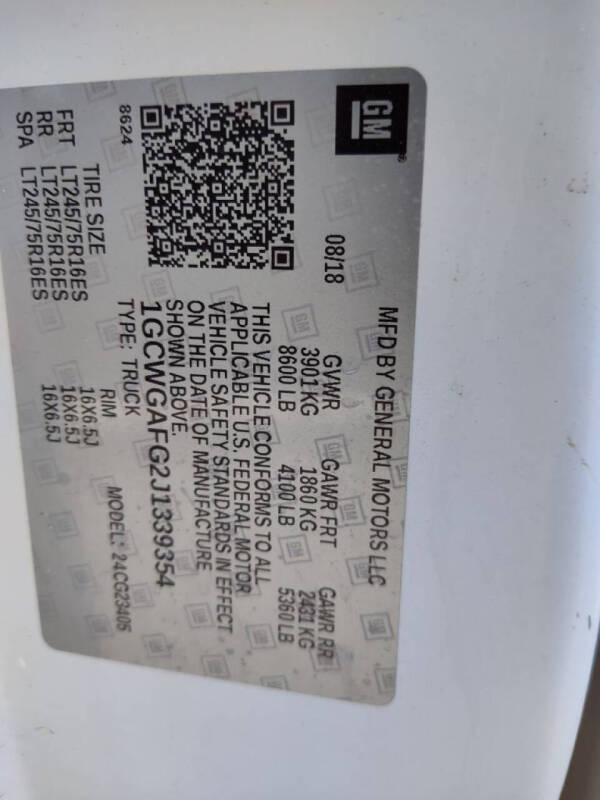 GM
MFD BY GENERAL MOTORS LLC
08/18 GVWR GAWR FRT GAWR RR
3901 KG 1860 KG 2431 KG
8600 LB 4100 LB 5360 LB
THIS VEHICLE CONFORMS TO ALL
APPLICABLE U.S. FEDERAL MOTOR
VEHICLE SAFETY STANDARDS IN EFFECT
ON THE DATE OF MANUFACTURE
SHOWN ABOVE.
1GCWGAFG2J1339354
8624 TYPE: TRUCK MODEL: 24CG23405
TIRE SIZE RIM
FRT LT245/75R16ES 16X6.5J
RR LT245/75R16ES 16X6.5J
SPA LT245/75R16ES 16X6.5J